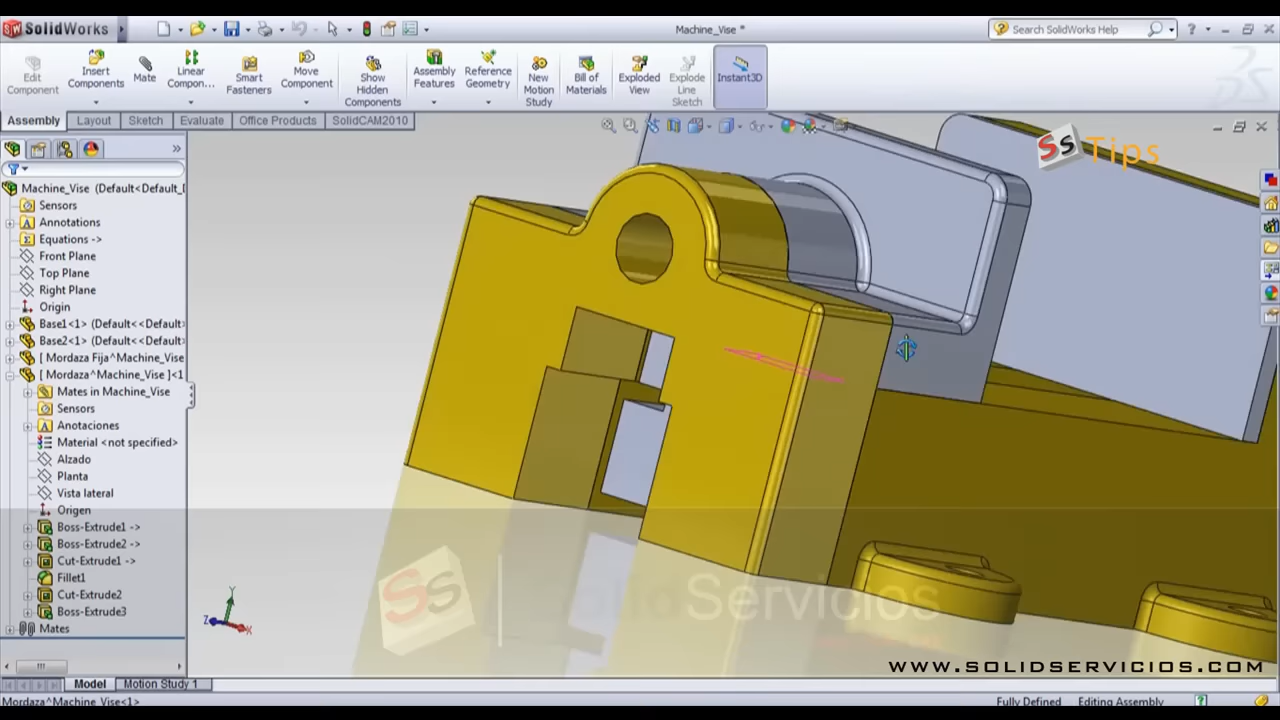 SolidWorks
Machine_Vise *
Search SolidWorks Help
Edit Component
Insert Components
Mate
Linear Compon...
Smart Fasteners
Move Component
Show Hidden Components
Assembly Features
Reference Geometry
New Motion Study
Bill of Materials
Exploded View
Explode Line Sketch
Instant3D
Assembly Layout Sketch Evaluate Office Products SolidCAM2010
SS Tips
Machine_Vise (Default<Default_D
Sensors
Annotations
Equations ->
Front Plane
Top Plane
Right Plane
Origin
Base1<1> (Default<<Default>
Base2<1> (Default<<Default>
[ Mordaza Fija^Machine_Vise
[ Mordaza^Machine_Vise ]<1
Mates in Machine_Vise
Sensors
Anotaciones
Material <not specified>
Alzado
Planta
Vista lateral
Origen
Boss-Extrude1 ->
Boss-Extrude2 ->
Cut-Extrude1 ->
Fillet1
Cut-Extrude2
Boss-Extrude3
Mates
Y
Z X
SS Solid Servicios
www.solidservicios.com
Model Motion Study 1
Mordaza^Machine_Vise<1>
Fully Defined Editing Assembly